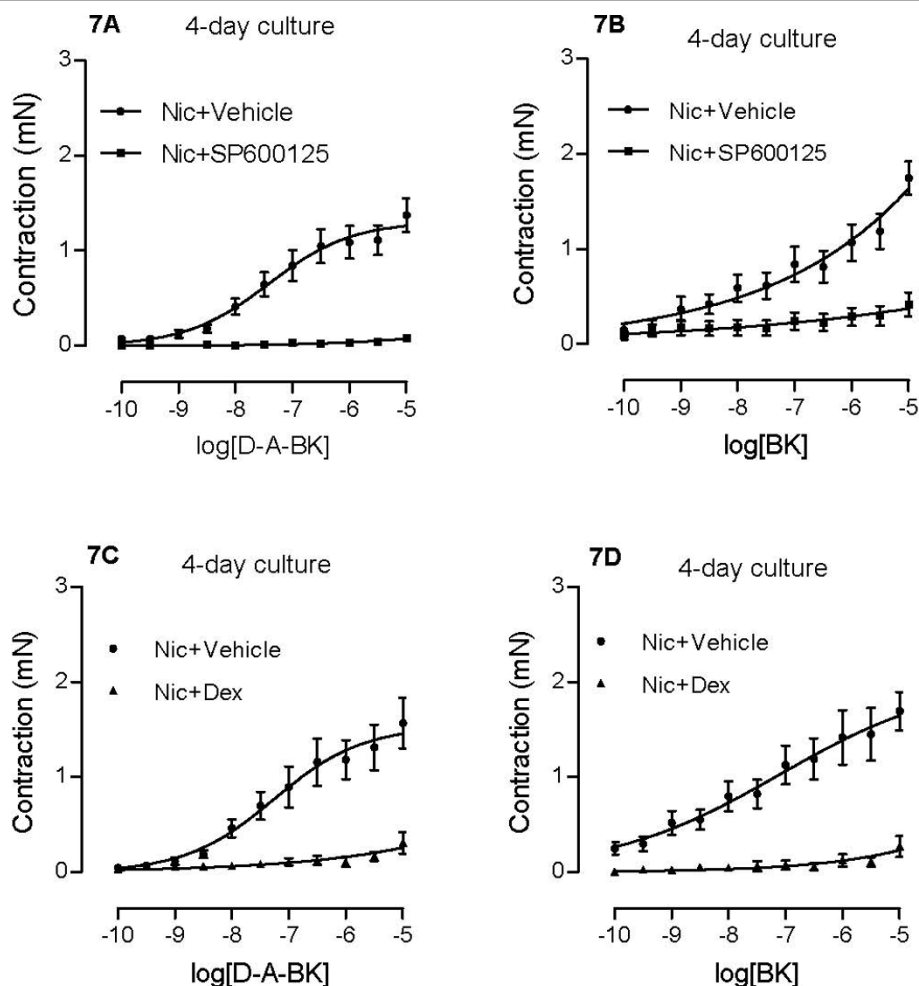 7A 4-day culture
3
Nic+Vehicle
2
Nic+SP600125
1
0
Contraction (mN)
-10 -9 -8 -7 -6 -5
log[D-A-BK]
7B 4-day culture
3
Nic+Vehicle
2
Nic+SP600125
1
0
Contraction (mN)
-10 -9 -8 -7 -6 -5
log[BK]
7C 4-day culture
3
Nic+Vehicle
2
Nic+Dex
1
0
Contraction (mN)
-10 -9 -8 -7 -6 -5
log[D-A-BK]
7D 4-day culture
3
Nic+Vehicle
2
Nic+Dex
1
0
Contraction (mN)
-10 -9 -8 -7 -6 -5
log[BK]